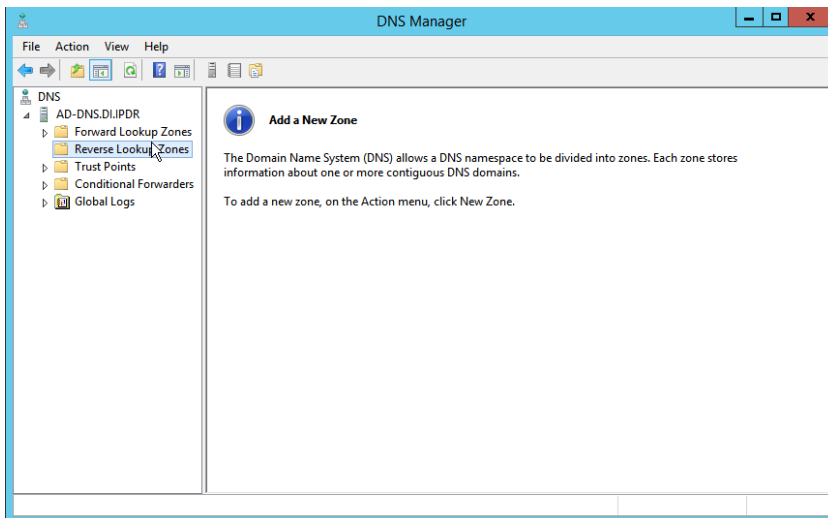 DNS Manager
File Action View Help
DNS
AD-DNS.DI.IPDR
Forward Lookup Zones
Reverse Lookup Zones
Trust Points
Conditional Forwarders
Global Logs
Add a New Zone
The Domain Name System (DNS) allows a DNS namespace to be divided into zones. Each zone stores
information about one or more contiguous DNS domains.
To add a new zone, on the Action menu, click New Zone.